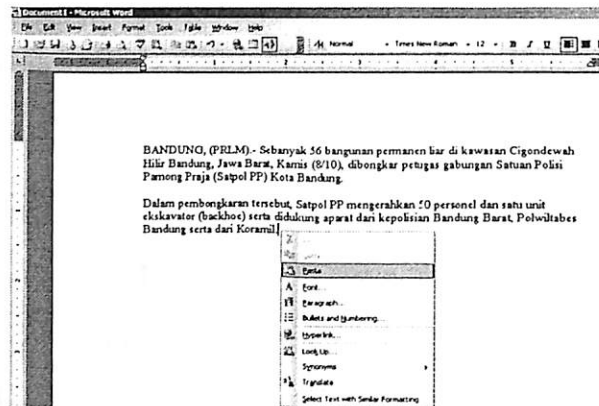 Document1 - Microsoft Word
File Edit View Insert Format Tools Table Window Help
Normal Times New Roman 12 B I U
BANDUNG, (PRLM).- Sebanyak 56 bangunan permanen liar di kawasan Cigondewah
Hilir Bandung, Jawa Barat, Kamis (8/10), dibongkar petugas gabungan Satuan Polisi
Pamong Praja (Satpol PP) Kota Bandung.
Dalam pembongkaran tersebut, Satpol PP mengerahkan 50 personel dan satu unit
ekskavator (backhoe) serta didukung aparat dari kepolisian Bandung Barat, Polwiltabes
Bandung serta dari Koramil.
Paste
Font...
Paragraph...
Bullets and Numbering...
Hyperlink...
Look Up...
Synonyms
Translate
Select Text with Similar Formatting